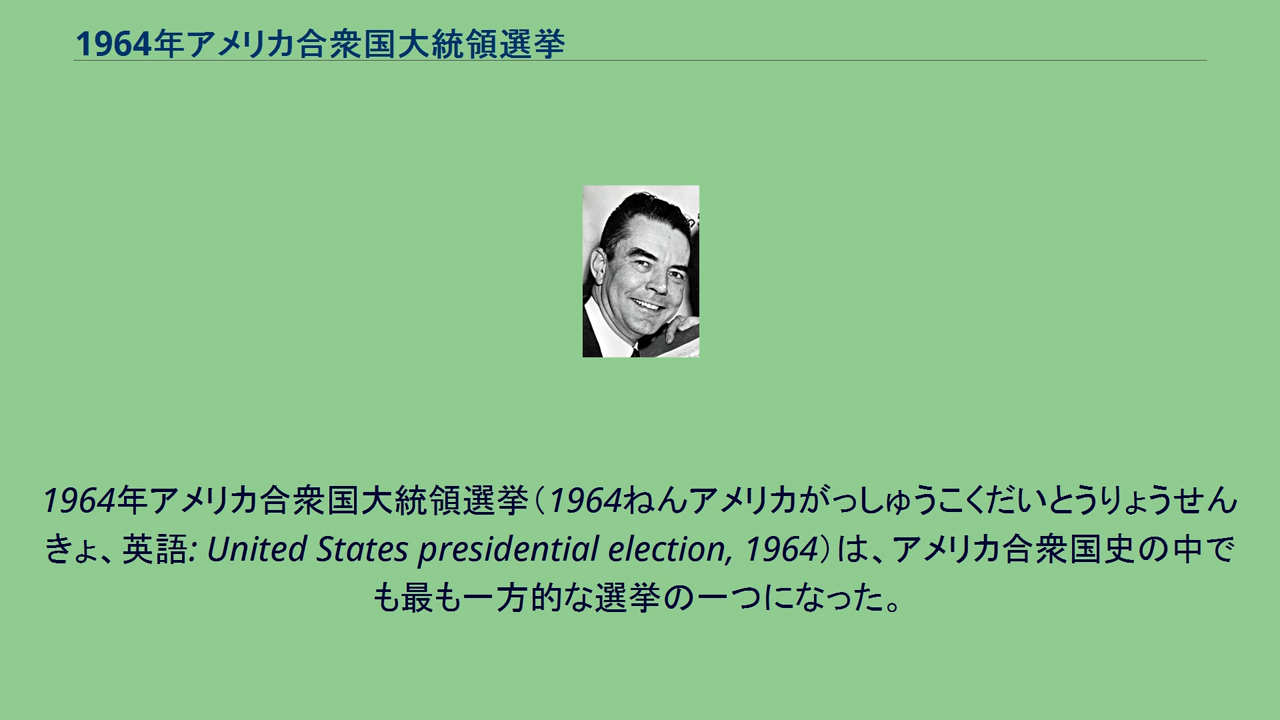 1964年アメリカ合衆国大統領選挙
1964年アメリカ合衆国大統領選挙（1964ねんアメリカがっしゅうこくだいとうりょうせん
きょ、英語: United States presidential election, 1964）は、アメリカ合衆国史の中で
も最も一方的な選挙の一つになった。